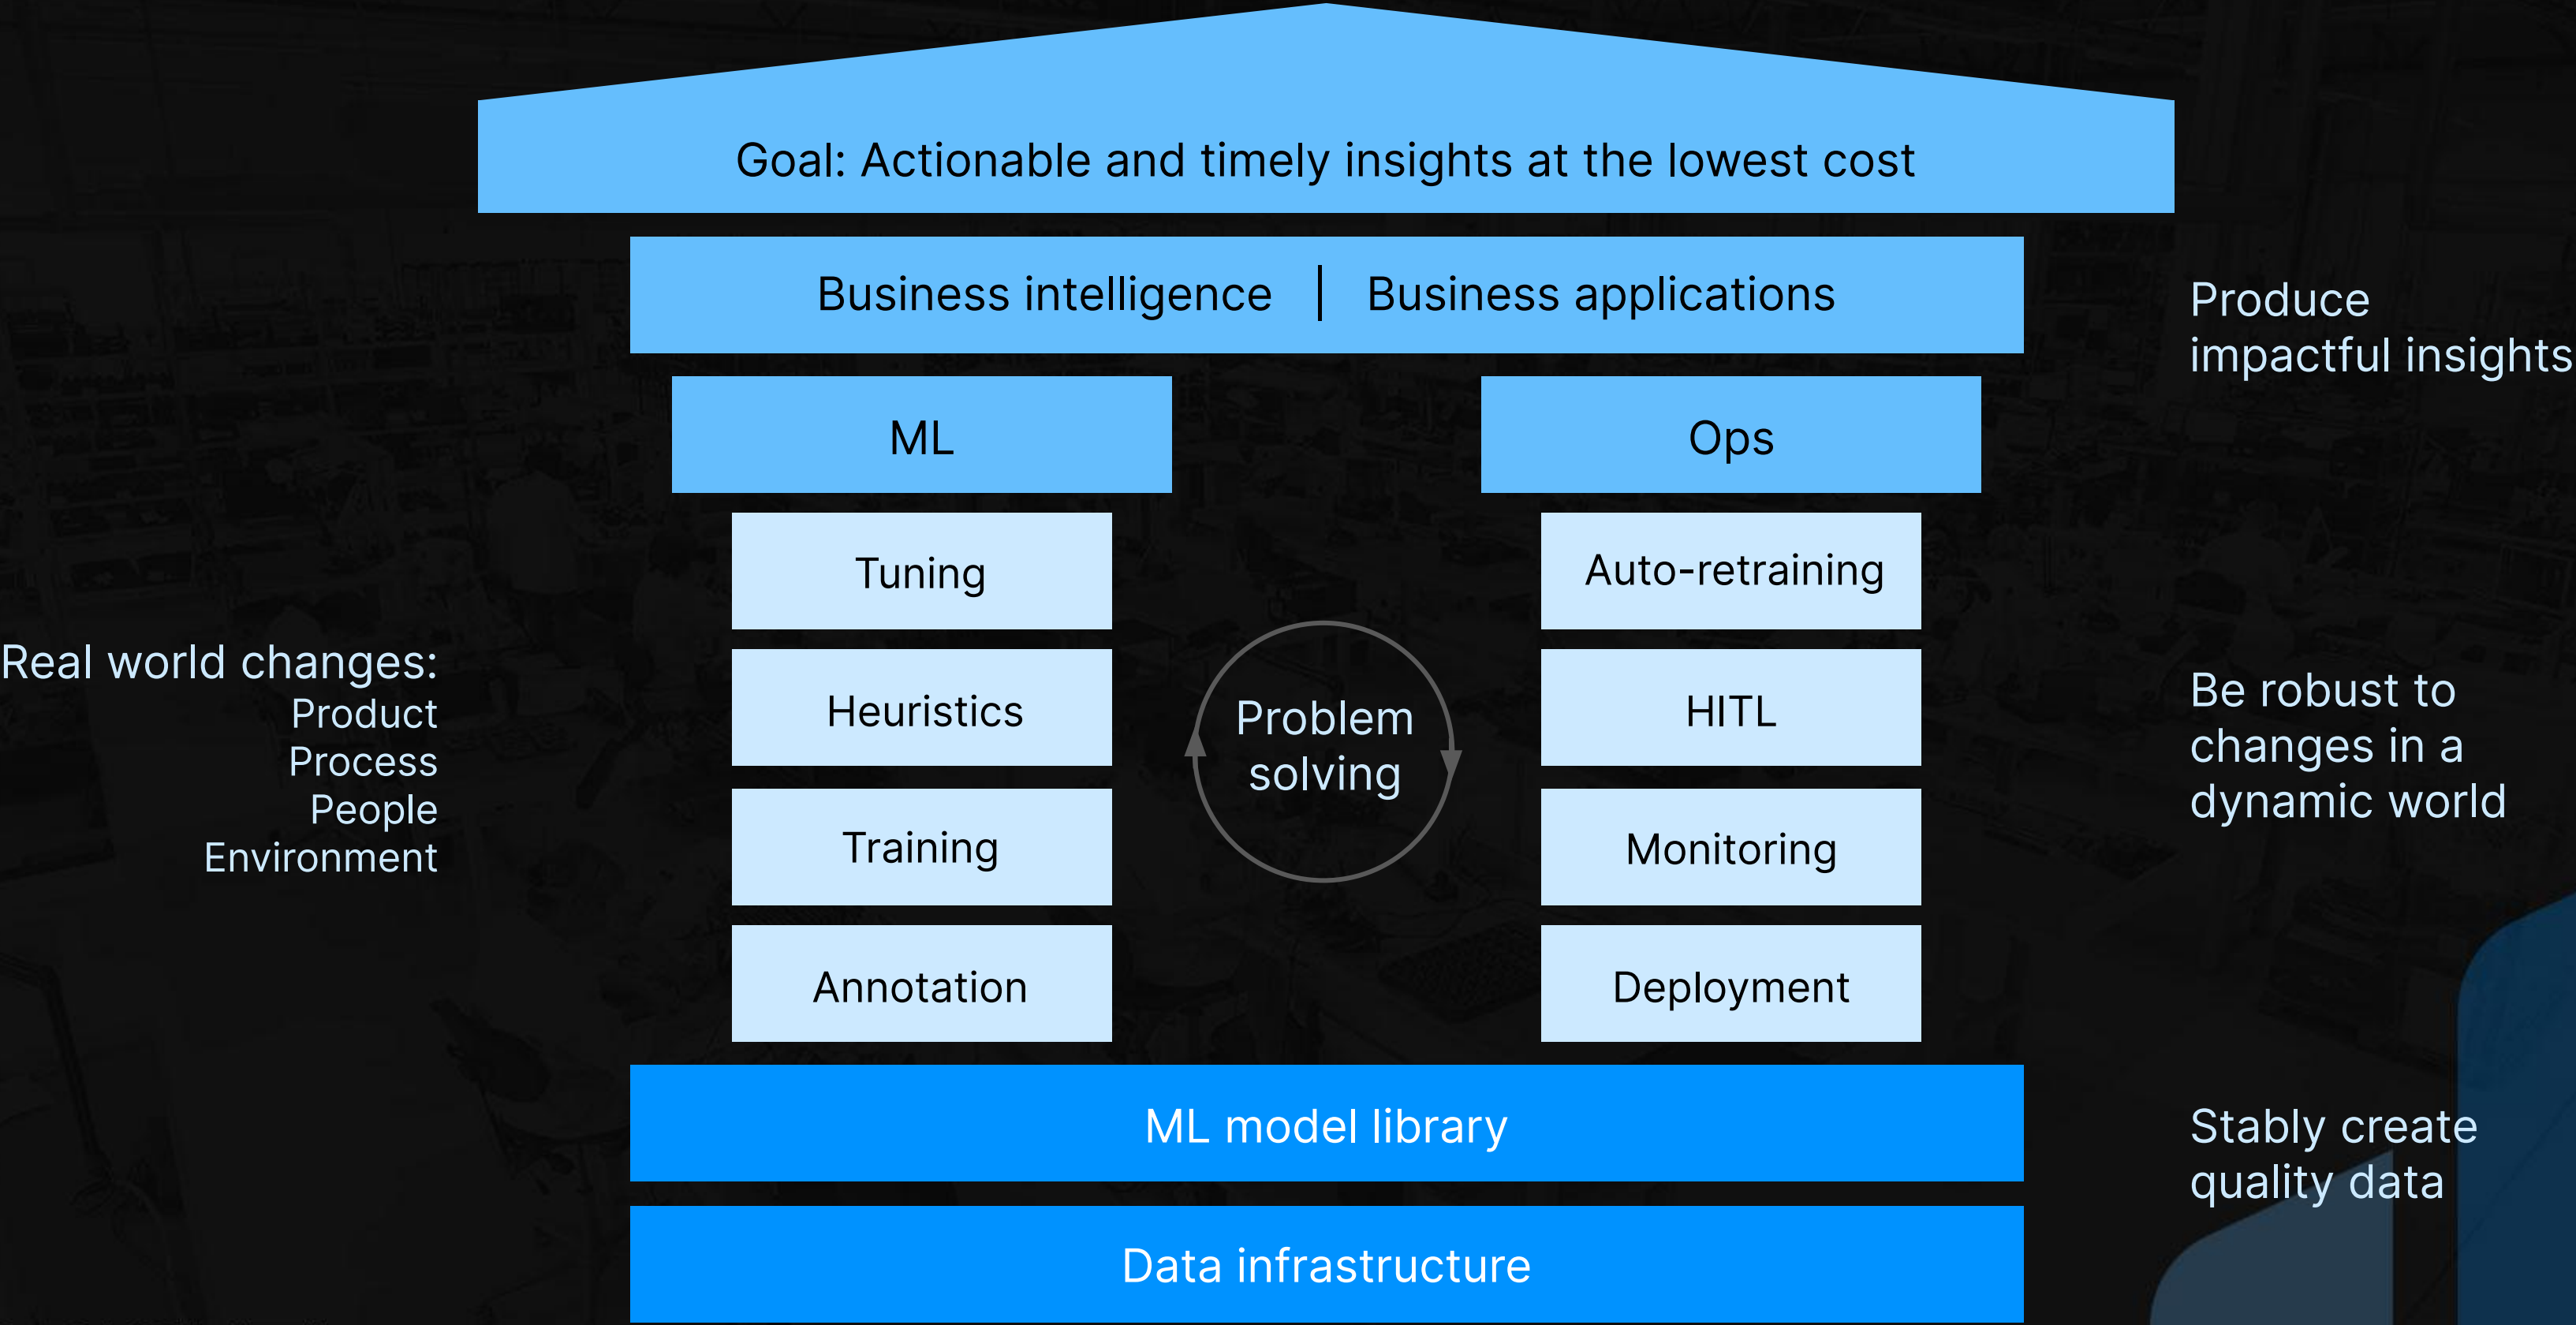 Goal: Actionable and timely insights at the lowest cost
Business intelligence | Business applications
Produce
impactful insights
ML
Ops
Tuning
Auto-retraining
Real world changes:
Product
Process
People
Environment
Heuristics
HITL
Problem
solving
Be robust to
changes in a
dynamic world
Training
Monitoring
Annotation
Deployment
ML model library
Stably create
quality data
Data infrastructure